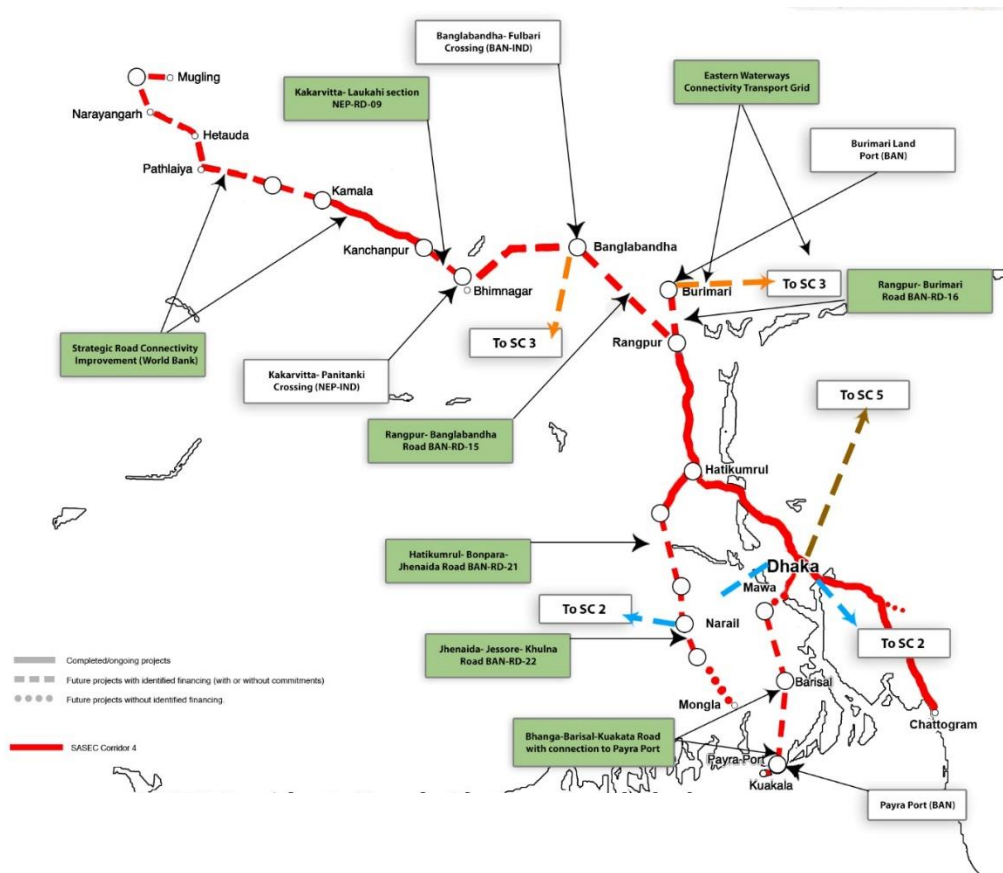 Banglabandha- Fulbari
Crossing (BAN-IND)
Kakarvitta- Laukahi section
NEP-RD-09
Eastern Waterways
Connectivity Transport Grid
Burimari Land
Port (BAN)
Mugling
Narayangarh
Hetauda
Pathlaiya
Kamala
Kanchanpur
Bhimnagar
Banglabandha
Burimari
To SC 3
Rangpur- Burimari
Road BAN-RD-16
Rangpur
To SC 3
Strategic Road Connectivity
Improvement (World Bank)
Kakarvitta- Panitanki
Crossing (NEP-IND)
To SC 5
Rangpur- Banglabandha
Road BAN-RD-15
Hatikumrul
Hatikumrul- Bonpara-
Jhenaida Road BAN-RD-21
Dhaka
Mawa
To SC 2
Narail
To SC 2
Jhenaida- Jessore- Khulna
Road BAN-RD-22
Completed/ongoing projects
Future projects with identified financing (with or without commitments)
Future projects without identified financing.
Barisal
Mongla
Chattogram
SASEC Corridor 4
Bhanga-Barisal-Kuakata Road
with connection to Payra Port
Payra Port
Kuakala
Payra Port (BAN)